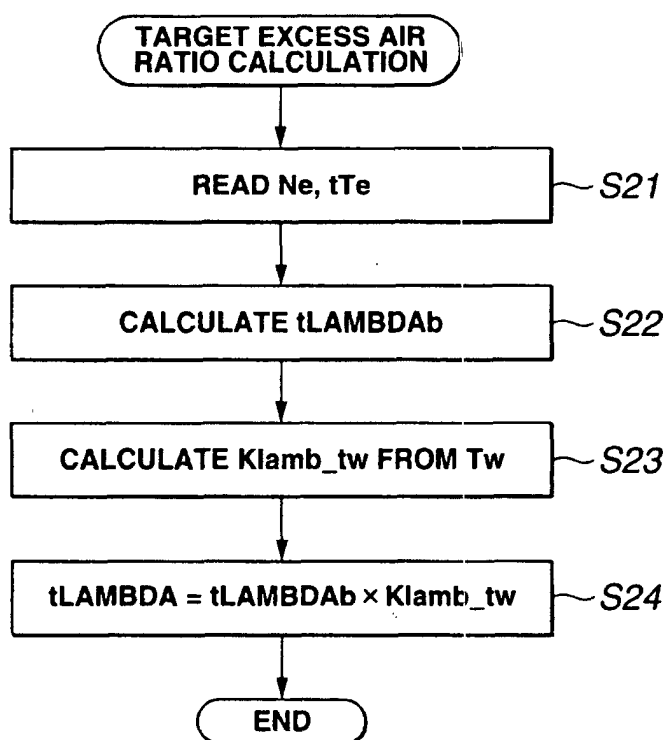 TARGET EXCESS AIR
RATIO CALCULATION
READ Ne, tTe
S21
CALCULATE tLAMBDAb
S22
CALCULATE Klamb_tw FROM Tw
S23
tLAMBDA = tLAMBDAb × Klamb_tw
S24
END